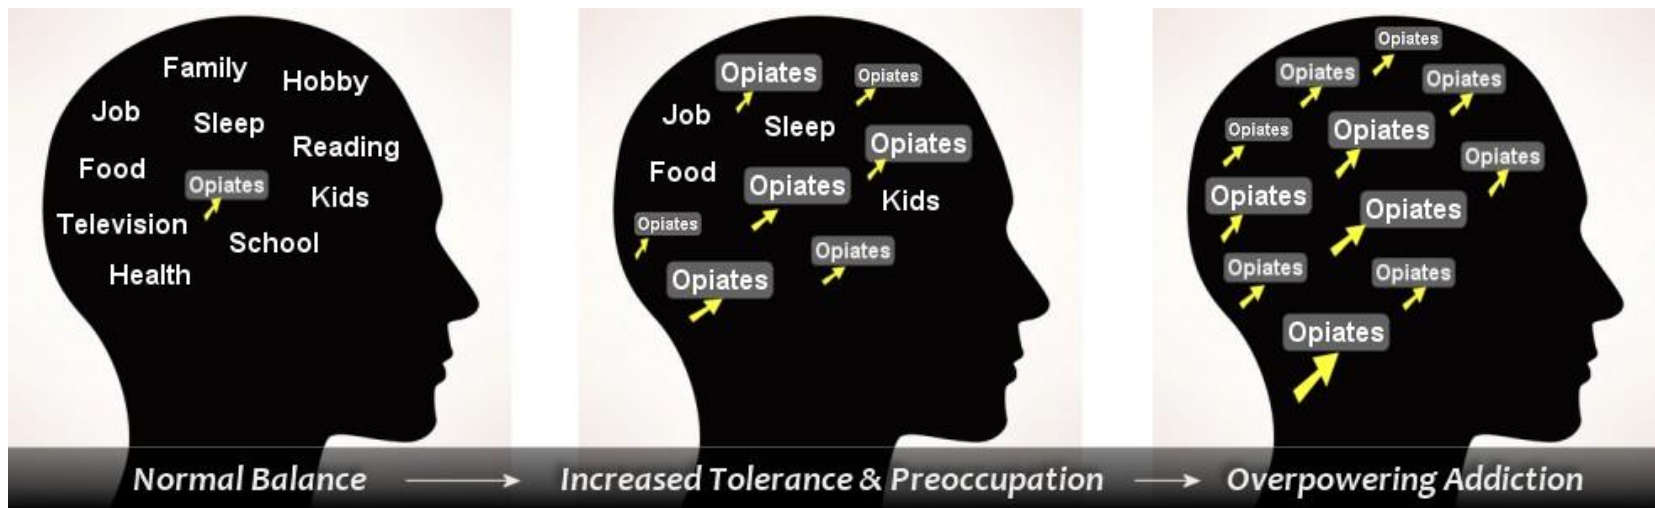 Family
Hobby
Job
Sleep
Reading
Food
Opiates
Kids
Television
School
Health
Opiates
Opiates
Job
Sleep
Opiates
Food
Opiates
Kids
Opiates
Opiates
Opiates
Opiates
Opiates
Opiates
Opiates
Opiates
Opiates
Opiates
Opiates
Opiates
Opiates
Opiates
Normal Balance
Increased Tolerance & Preoccupation
Overpowering Addiction